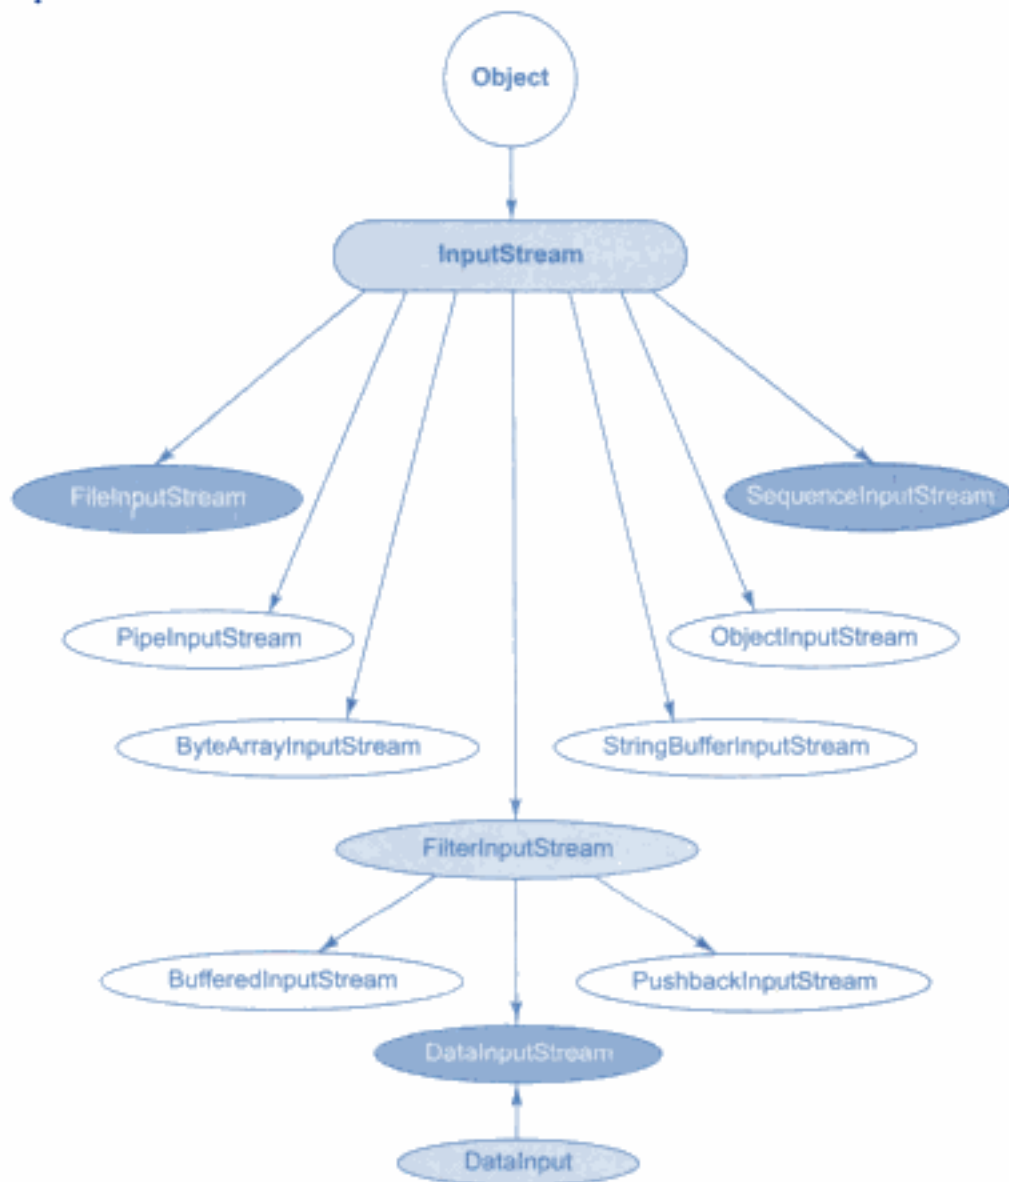 Object
InputStream
FileInputStream
SequenceInputStream
PipeInputStream
ObjectInputStream
ByteArrayInputStream
StringBufferInputStream
FilterInputStream
BufferedInputStream
PushbackInputStream
DataInputStream
DataInput